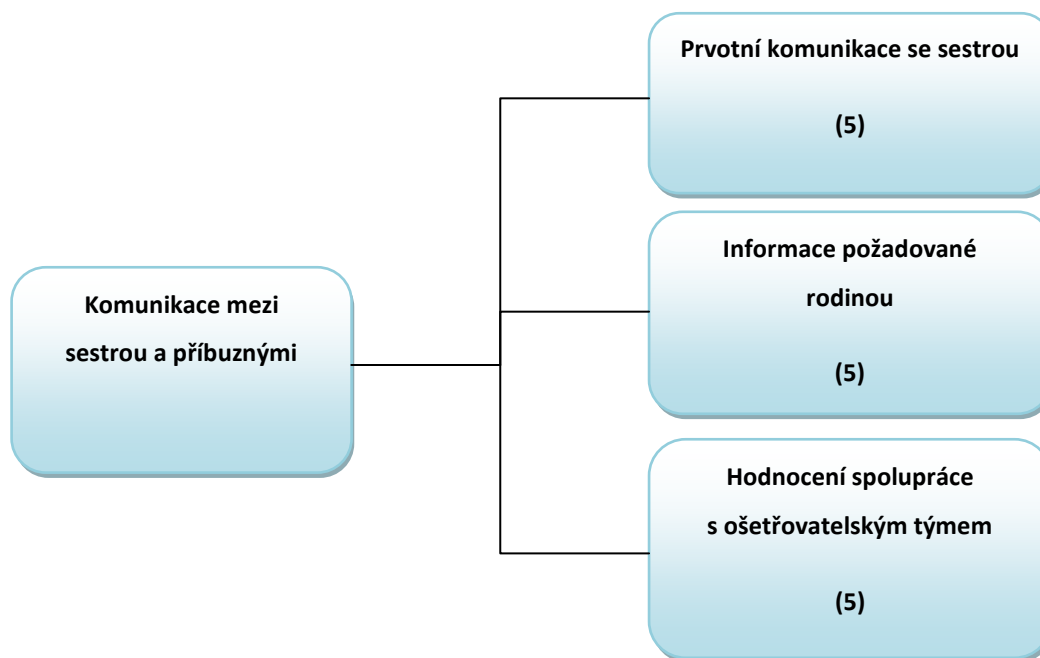 Komunikace mezi
sestrou a příbuznými
Prvotní komunikace se sestrou
(5)
Informace požadované
rodinou
(5)
Hodnocení spolupráce
s ošetřovatelským týmem
(5)